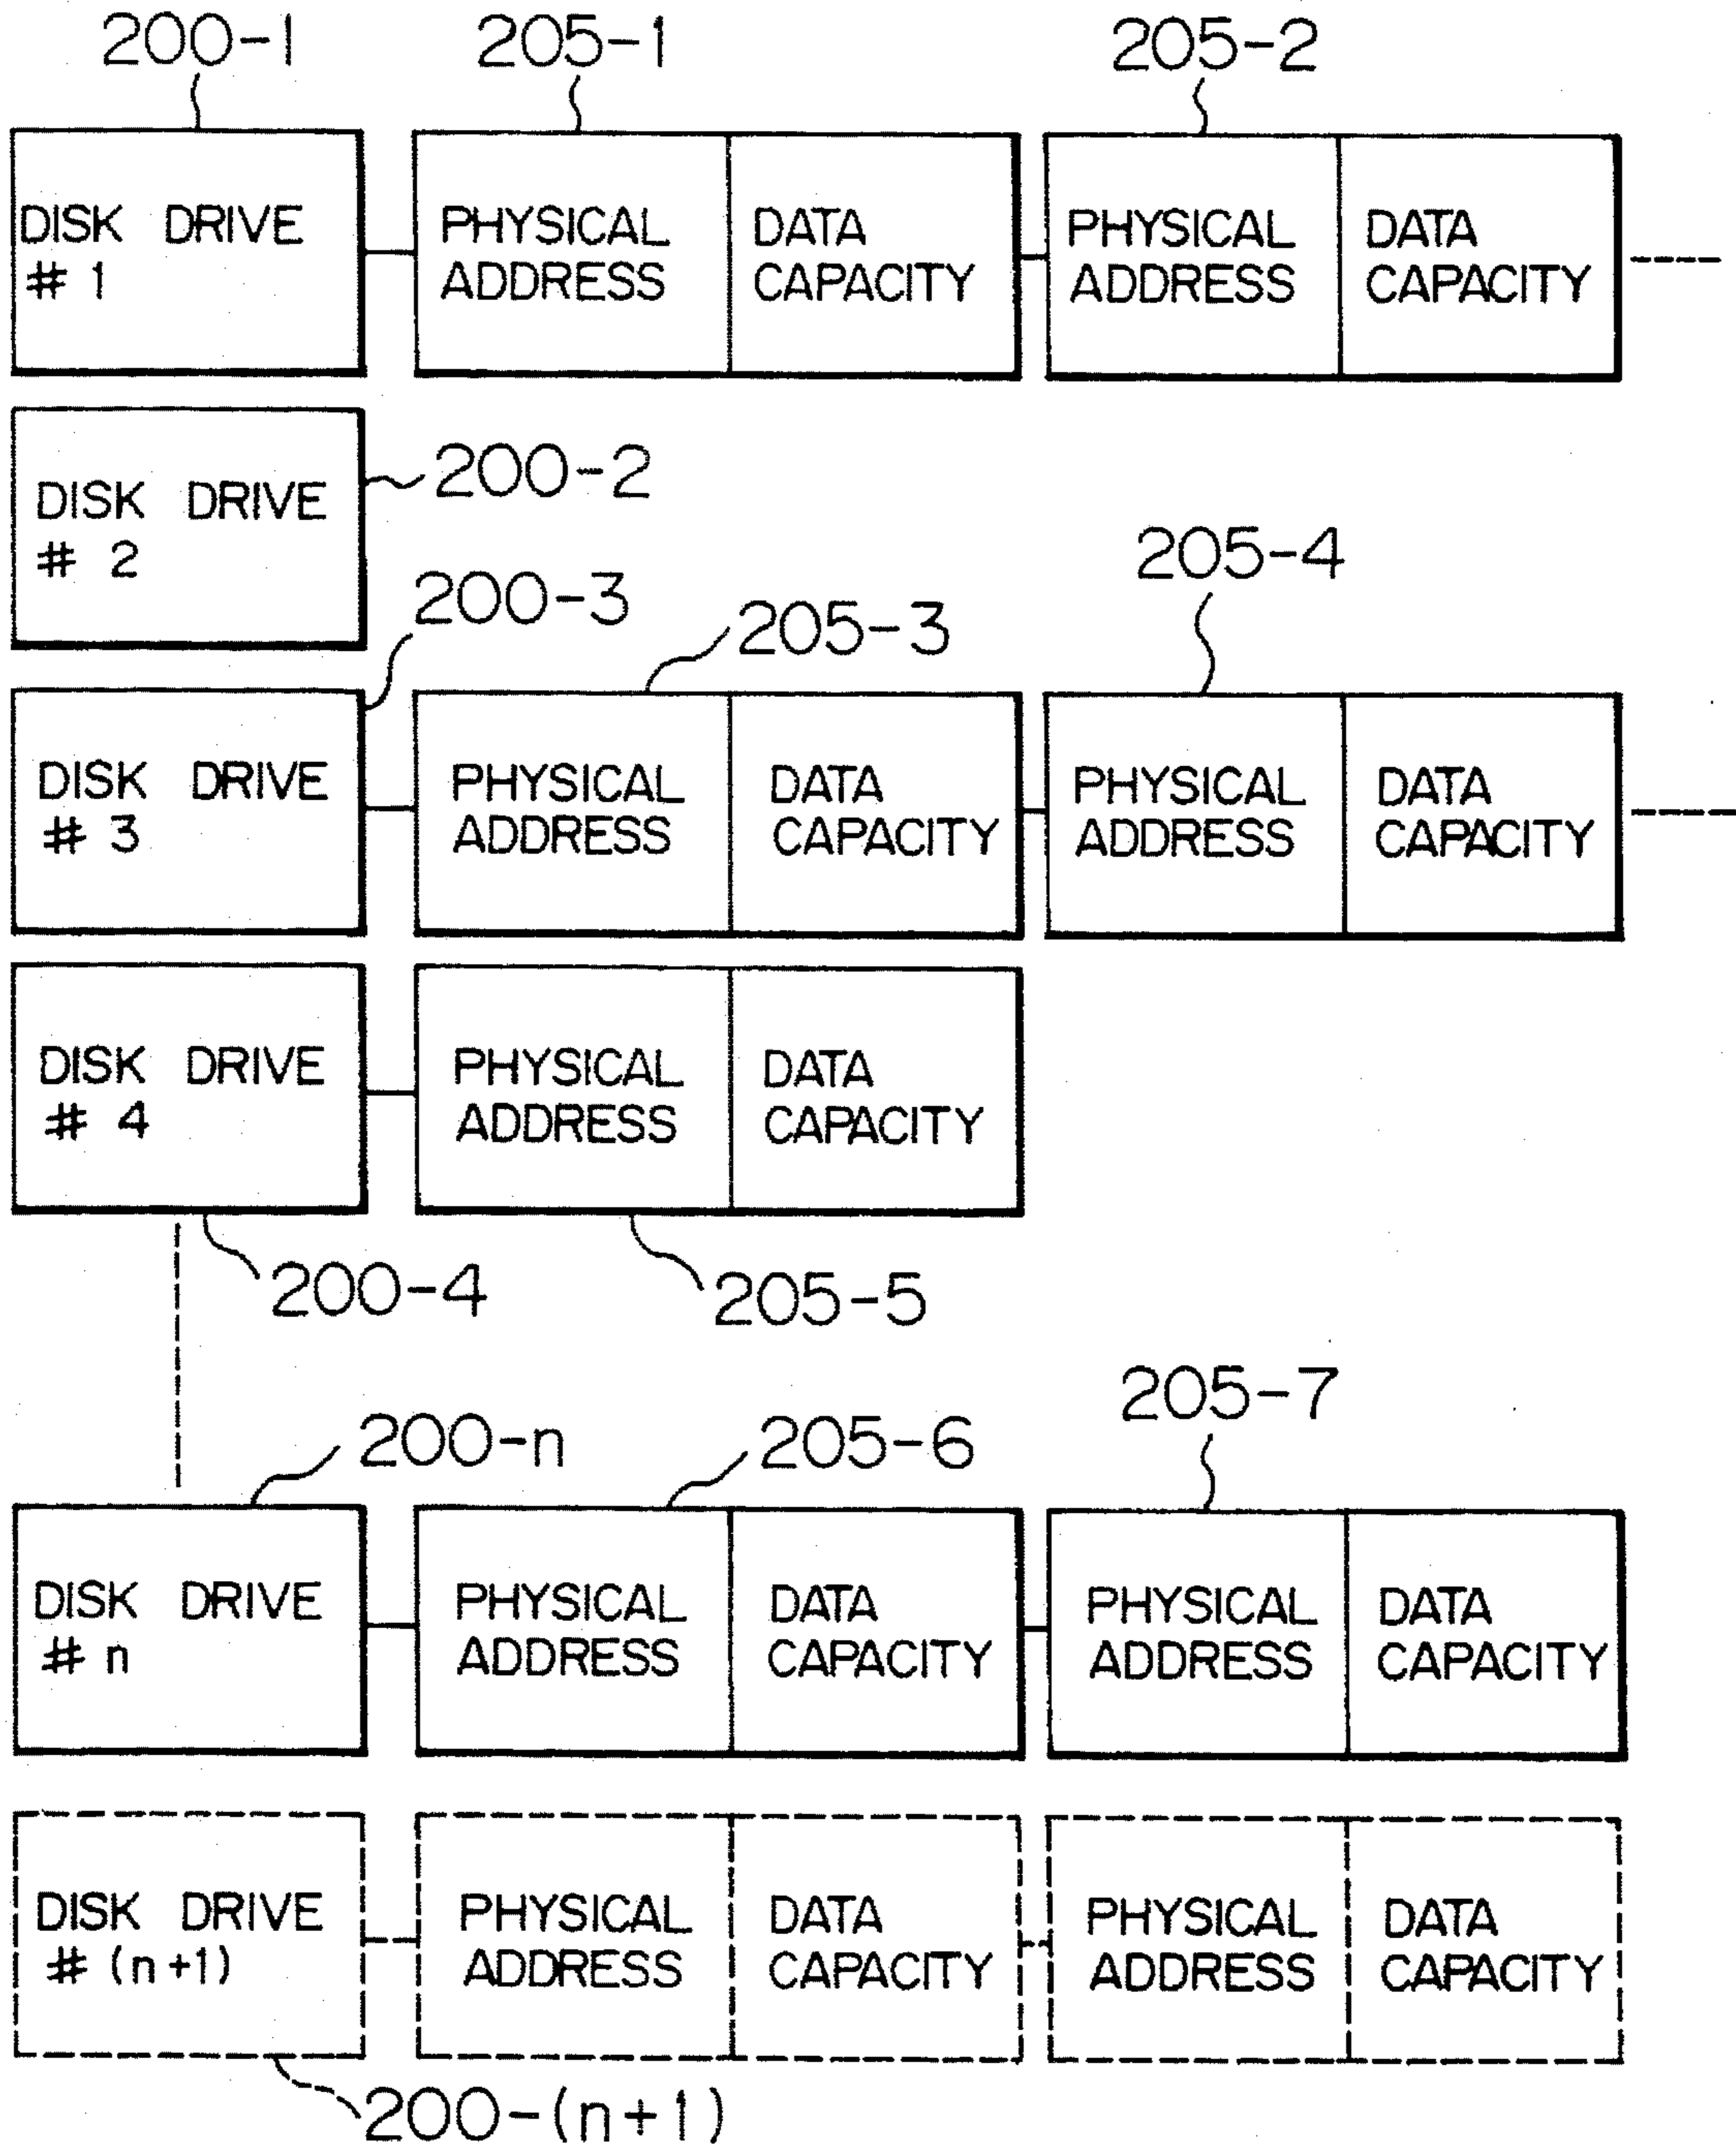 200-1 205-1 205-2
DISK DRIVE PHYSICAL DATA PHYSICAL DATA
# 1 ADDRESS CAPACITY ADDRESS CAPACITY
200-2
DISK DRIVE
# 2
205-4
200-3
205-3
DISK DRIVE PHYSICAL DATA PHYSICAL DATA
# 3 ADDRESS CAPACITY ADDRESS CAPACITY
DISK DRIVE PHYSICAL DATA
# 4 ADDRESS CAPACITY
200-4 205-5
205-7
200-n 205-6
DISK DRIVE PHYSICAL DATA PHYSICAL DATA
# n ADDRESS CAPACITY ADDRESS CAPACITY
DISK DRIVE PHYSICAL DATA PHYSICAL DATA
# (n+1) ADDRESS CAPACITY ADDRESS CAPACITY
200-(n+1)